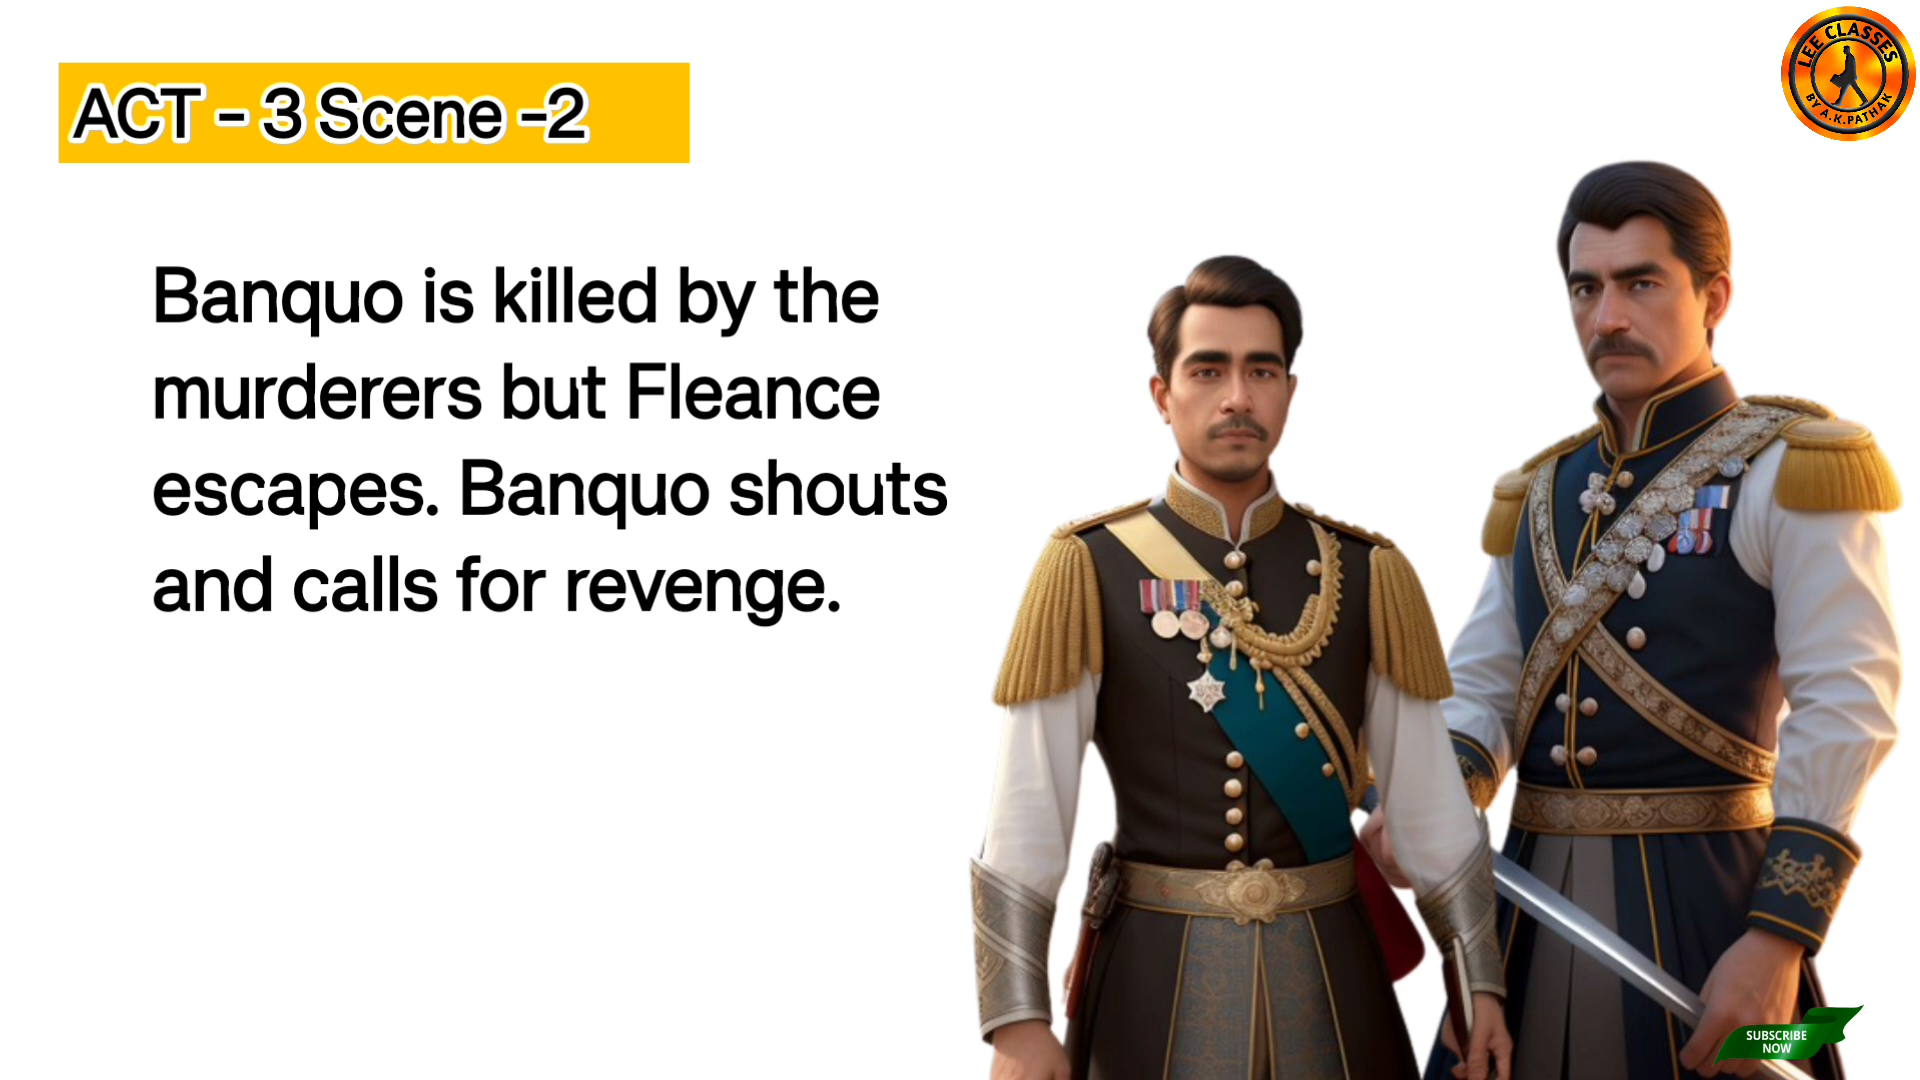 LEE CLASSES
BY A.K.PATHAK
ACT - 3 Scene -2
Banquo is killed by the
murderers but Fleance
escapes. Banquo shouts
and calls for revenge.
SUBSCRIBE
NOW